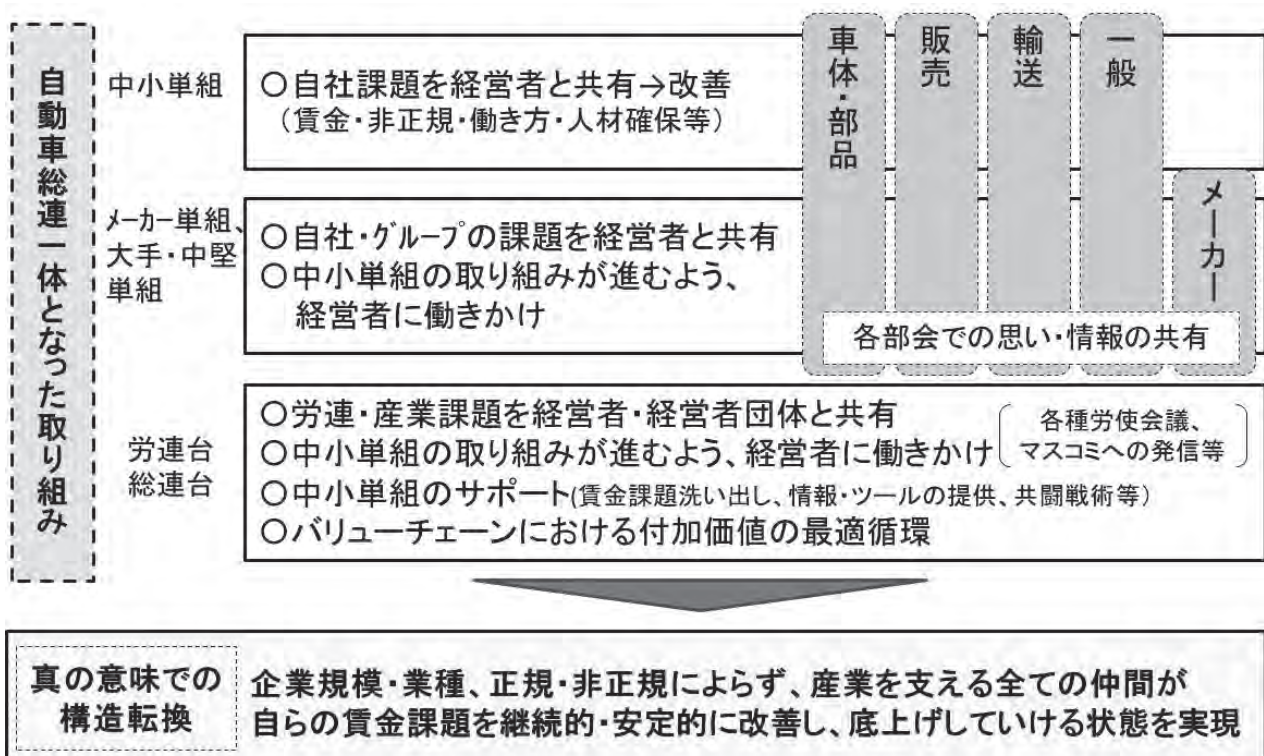 自動車総連一体となった取り組み
中小単組
○自社課題を経営者と共有→改善
(賃金・非正規・働き方・人材確保等)
車体・部品
販売
輸送
一般
メーカー
メーカー単組、
大手・中堅
単組
○自社・グループの課題を経営者と共有
○中小単組の取り組みが進むよう、
経営者に働きかけ
各部会での思い・情報の共有
労連台
総連台
○労連・産業課題を経営者・経営者団体と共有
○中小単組の取り組みが進むよう、経営者に働きかけ
各種労使会議、
マスコミへの発信等
○中小単組のサポート(賃金課題洗い出し、情報・ツールの提供、共闘戦術等)
○バリューチェーンにおける付加価値の最適循環
真の意味での
構造転換
企業規模・業種、正規・非正規によらず、産業を支える全ての仲間が
自らの賃金課題を継続的・安定的に改善し、底上げしていける状態を実現